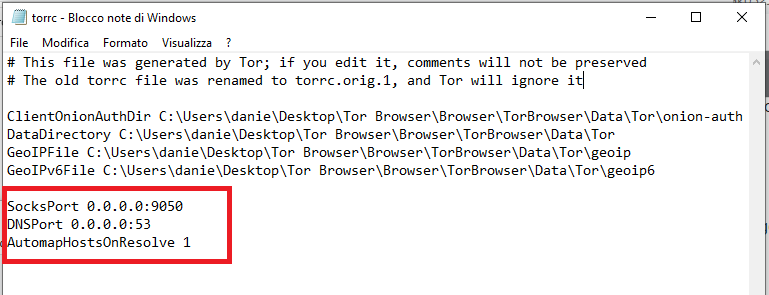 torrc - Blocco note di Windows
File Modifica Formato Visualizza ?
# This file was generated by Tor; if you edit it, comments will not be preserved
# The old torrc file was renamed to torrc.orig.1, and Tor will ignore it
ClientOnionAuthDir C:\Users\danie\Desktop\Tor Browser\Browser\TorBrowser\Data\Tor\onion-auth
DataDirectory C:\Users\danie\Desktop\Tor Browser\Browser\TorBrowser\Data\Tor
GeoIPFile C:\Users\danie\Desktop\Tor Browser\Browser\TorBrowser\Data\Tor\geoip
GeoIPv6File C:\Users\danie\Desktop\Tor Browser\Browser\TorBrowser\Data\Tor\geoip6
SocksPort 0.0.0.0:9050
DNSPort 0.0.0.0:53
AutomapHostsOnResolve 1